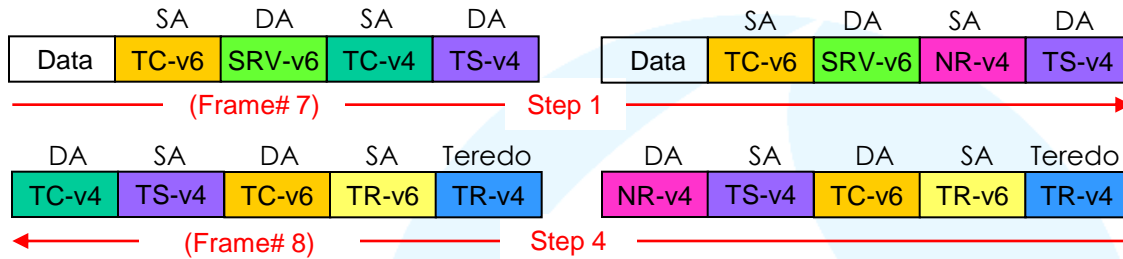 SA DA SA DA SA DA SA DA
Data TC-v6 SRV-v6 TC-v4 TS-v4 Data TC-v6 SRV-v6 NR-v4 TS-v4
(Frame# 7) Step 1
DA SA DA SA Teredo DA SA DA SA Teredo
TC-v4 TS-v4 TC-v6 TR-v6 TR-v4 NR-v4 TS-v4 TC-v6 TR-v6 TR-v4
(Frame# 8) Step 4